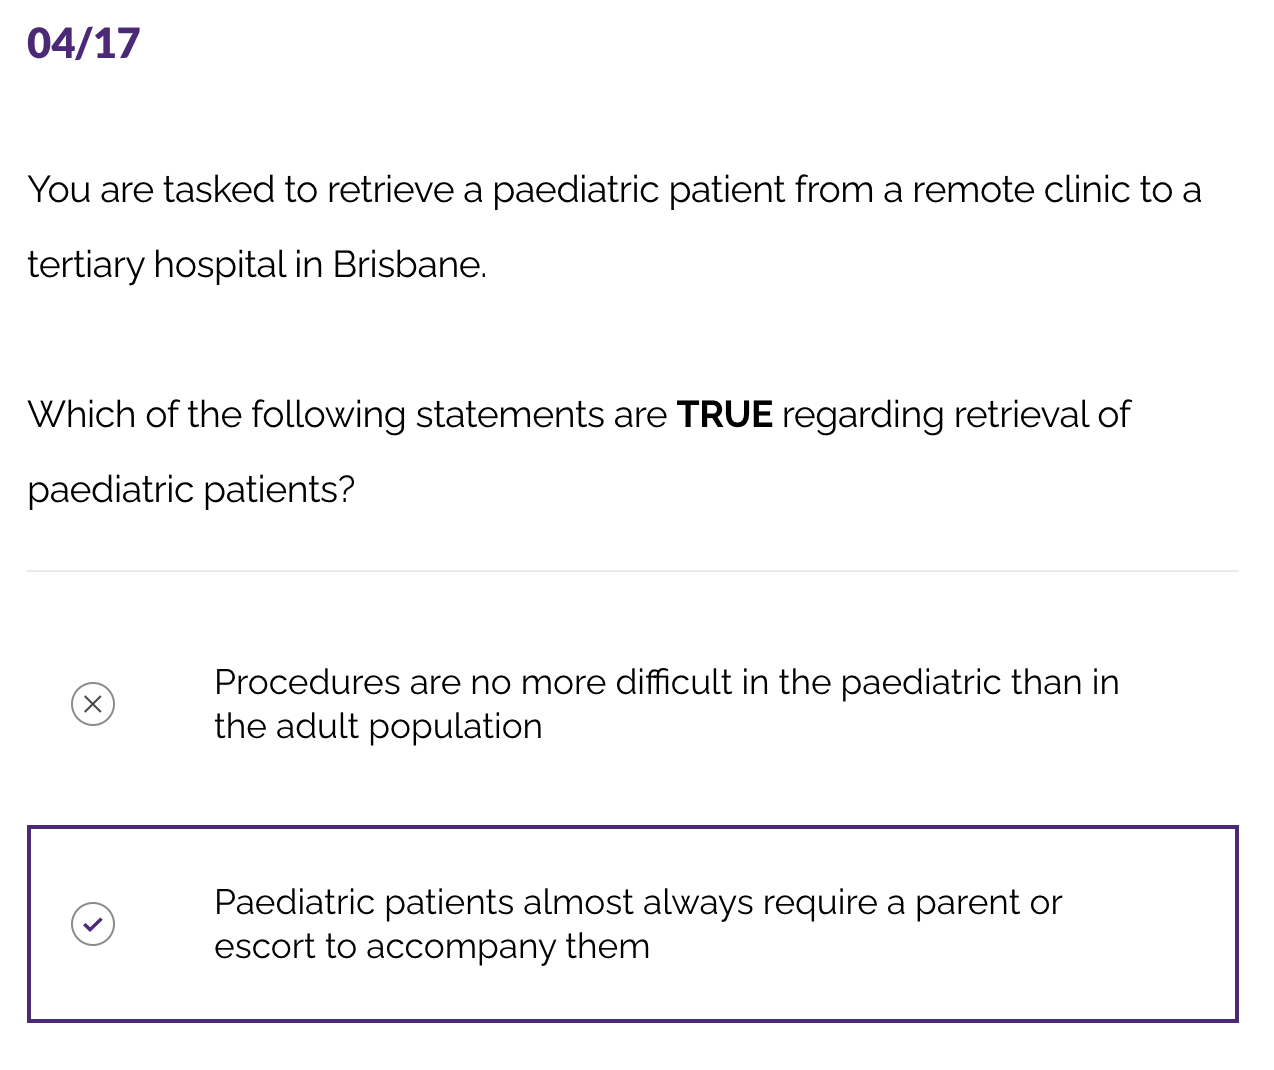 04/17
You are tasked to retrieve a paediatric patient from a remote clinic to a
tertiary hospital in Brisbane.
Which of the following statements are TRUE regarding retrieval of
paediatric patients?
Procedures are no more difficult in the paediatric than in
the adult population
Paediatric patients almost always require a parent or
escort to accompany them